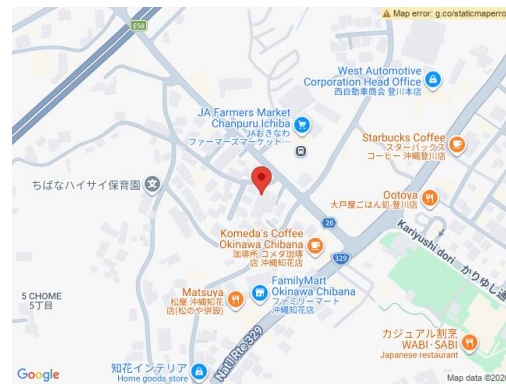 Map error: g.co/staticmaperro
E58
West Automotive
Corporation Head Office
西自動車商会 登川本店
JA Farmers Market
Chanpuru Ichiba
JAおきなわ
ファーマーズマーケット…
Starbucks Coffee
スターバックス
コーヒー 沖縄登川店
ちばなハイサイ保育園
Ootoya
大戸屋ごはん処 登川店
26
Kariyushi dori
かりゆし通
Komeda's Coffee
Okinawa Chibana
珈琲所 コメダ珈琲
店 沖縄知花店
329
5 CHOME
5丁目
Matsuya
松屋 沖縄知花
店(松のや併設)
FamilyMart
Okinawa Chibana
ファミリーマート
沖縄知花店
Nat'l Rte 329
カジュアル割烹
WABI･SABI
Japanese restaurant
知花インテリア
Home goods store
Google
Map data ©2026